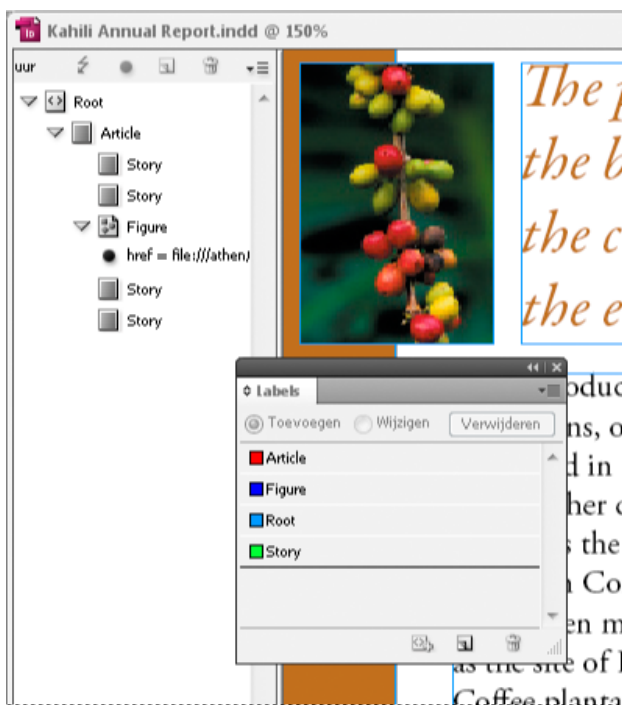 Kahili Annual Report.indd @ 150%
uur
Root
Article
Story
Story
Figure
href = file:///athen/
Story
Story
The p
the b
the c
the e
Labels
Toevoegen Wijzigen Verwijderen
Article
Figure
Root
Story
oduc
ns, o
d in
her c
s the
n Co
en m
as the site of
Coffee planta